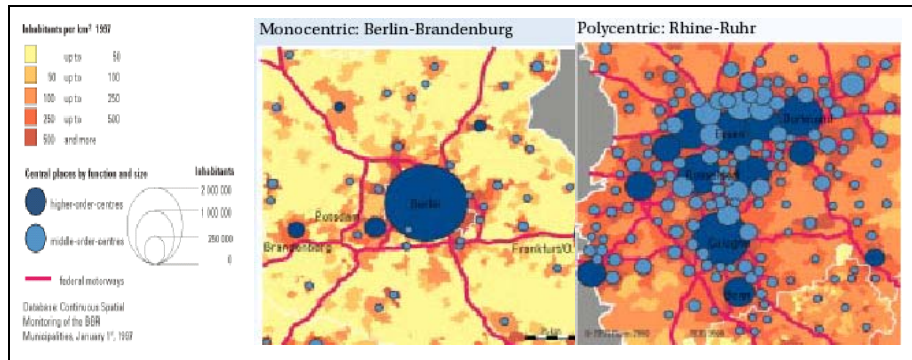 Inhabitants per km² 1997
up to 50
50 up to 100
100 up to 250
250 up to 500
500 and more
Central places by function and size
Inhabitants
2 000 000
1 000 000
250 000
0
higher-order-centres
middle-order-centres
federal motorways
Database: Continuous Spatial
Monitoring of the BBR
Municipalities, January 1st, 1997
Monocentric: Berlin-Brandenburg
Berlin
Potsdam
Brandenburg
Frankfurt/O.
Polycentric: Rhine-Ruhr
Dortmund
Essen
Düsseldorf
Cologne
Bonn